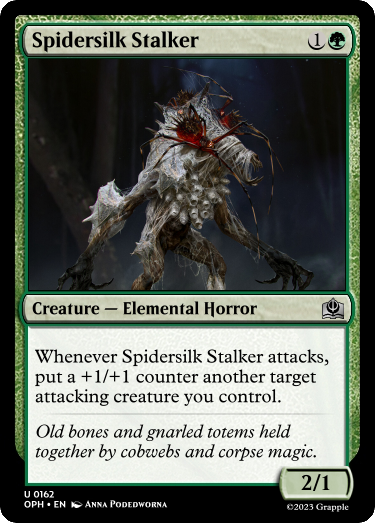 Spidersilk Stalker 1
Creature — Elemental Horror
Whenever Spidersilk Stalker attacks,
put a +1/+1 counter another target
attacking creature you control.
Old bones and gnarled totems held
together by cobwebs and corpse magic.
2/1
U 0162
OPH • EN Anna Podedworna
©2023 Grapple